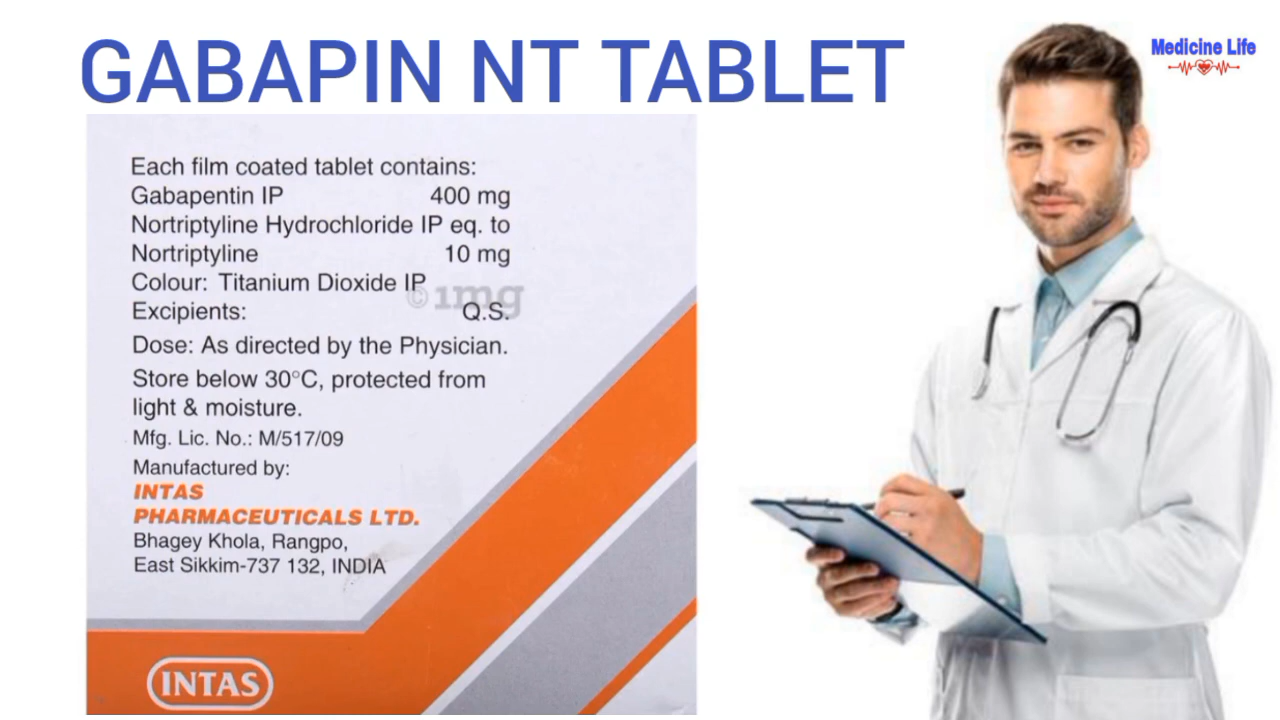 GABAPIN NT TABLET
Medicine Life
Each film coated tablet contains:
Gabapentin IP 400 mg
Nortriptyline Hydrochloride IP eq. to
Nortriptyline 10 mg
Colour: Titanium Dioxide IP
© 1mg
Excipients: Q.S.
Dose: As directed by the Physician.
Store below 30°C, protected from
light & moisture.
Mfg. Lic. No.: M/517/09
Manufactured by:
INTAS
PHARMACEUTICALS LTD.
Bhagey Khola, Rangpo,
East Sikkim-737 132, INDIA
INTAS